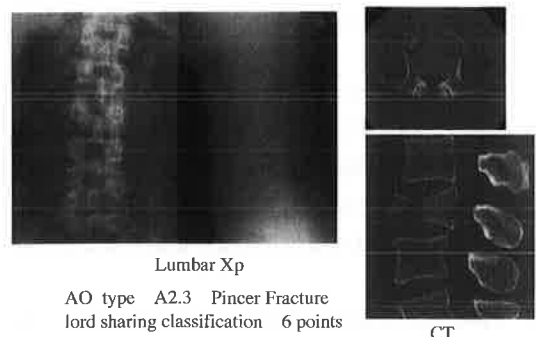 Lumbar Xp
AO type A2.3 Pincer Fracture
lord sharing classification 6 points
CT